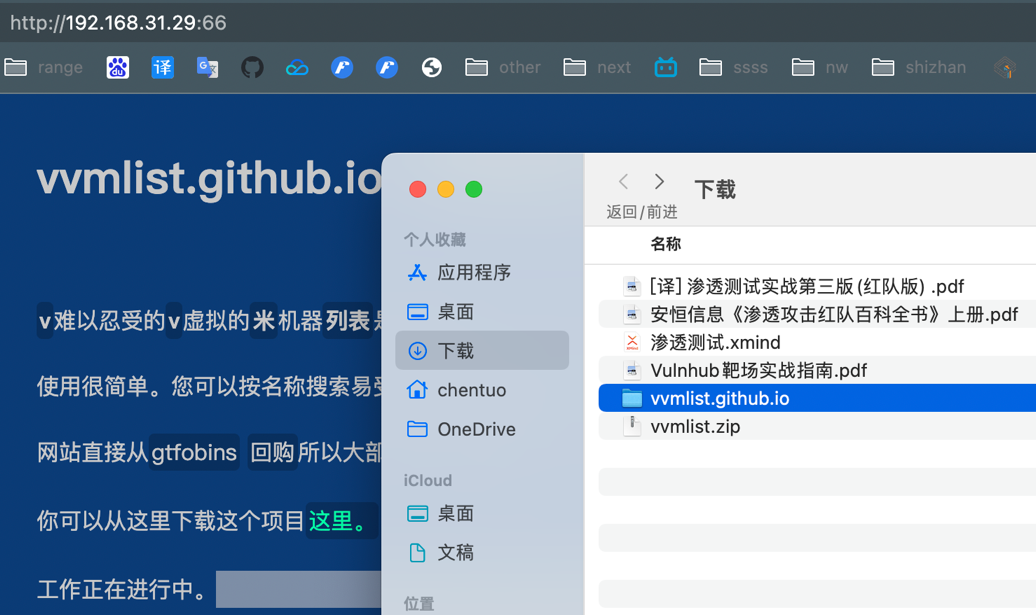 http://192.168.31.29:66
range
du
译
G 文
other
next
ssss
nw
shizhan
vvmlist.github.io
v难以忍受的v虚拟的米机器列表是
使用很简单。您可以按名称搜索易受
网站直接从gtfobins 回购所以大部
你可以从这里下载这个项目这里。
工作正在进行中。
个人收藏
应用程序
桌面
下载
chentuo
OneDrive
iCloud
桌面
文稿
位置
下载
返回/前进
名称
[译] 渗透测试实战第三版(红队版) .pdf
安恒信息《渗透攻击红队百科全书》上册.pdf
渗透测试.xmind
Vulnhub靶场实战指南.pdf
vvmlist.github.io
vvmlist.zip